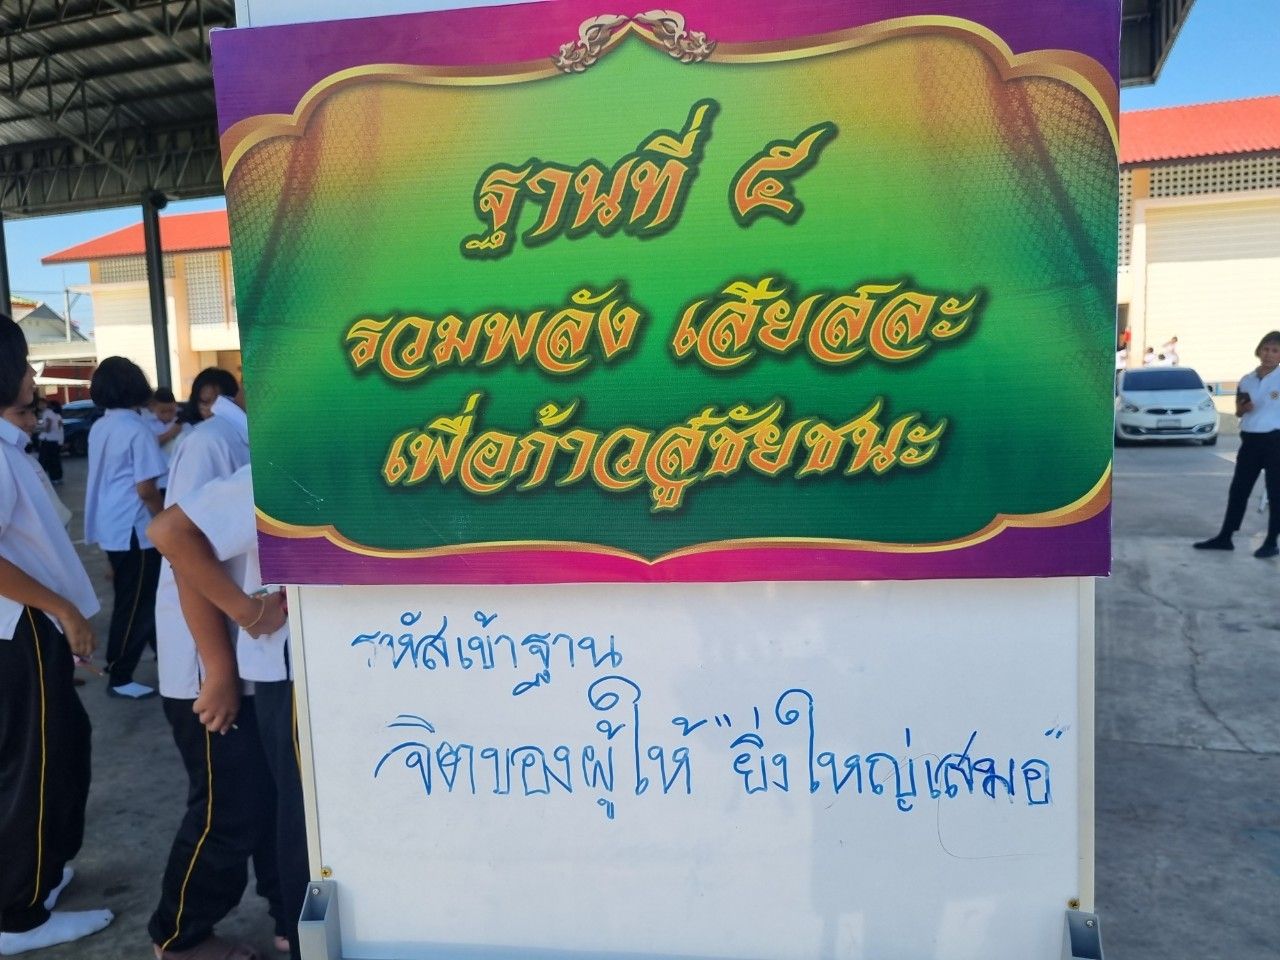 ฐานที่ ๕
รวมพลัง เสียสละ
เพื่อก้าวสู่ชัยชนะ
รหัสเข้าฐาน
จิตของผู้ให้ "ยิ่งใหญ่เสมอ"